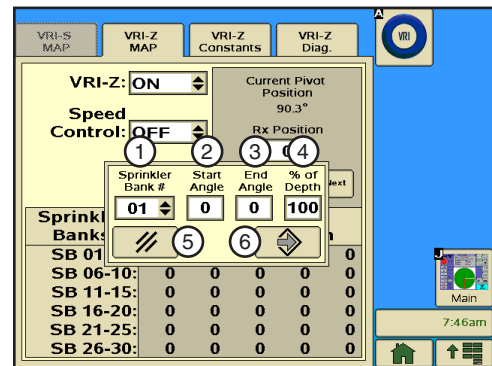 A
VRI-S
MAP
VRI-Z
MAP
VRI-Z
Constants
VRI-Z
Diag.
VRI
VRI-Z: ON
Current Pivot
Position
90.3°
Speed
Control: OFF
Rx Position
1
2
3
4
Sprinkler
Bank #
Start
Angle
End
Angle
% of
Depth
Next
01
0
0
100
5
6
SB 01
0
SB 06-10: 0 0 0 0 0
SB 11-15: 0 0 0 0 0
SB 16-20: 0 0 0 0 0
SB 21-25: 0 0 0 0 0
SB 26-30: 0 0 0 0 0
J
Main
7:46am